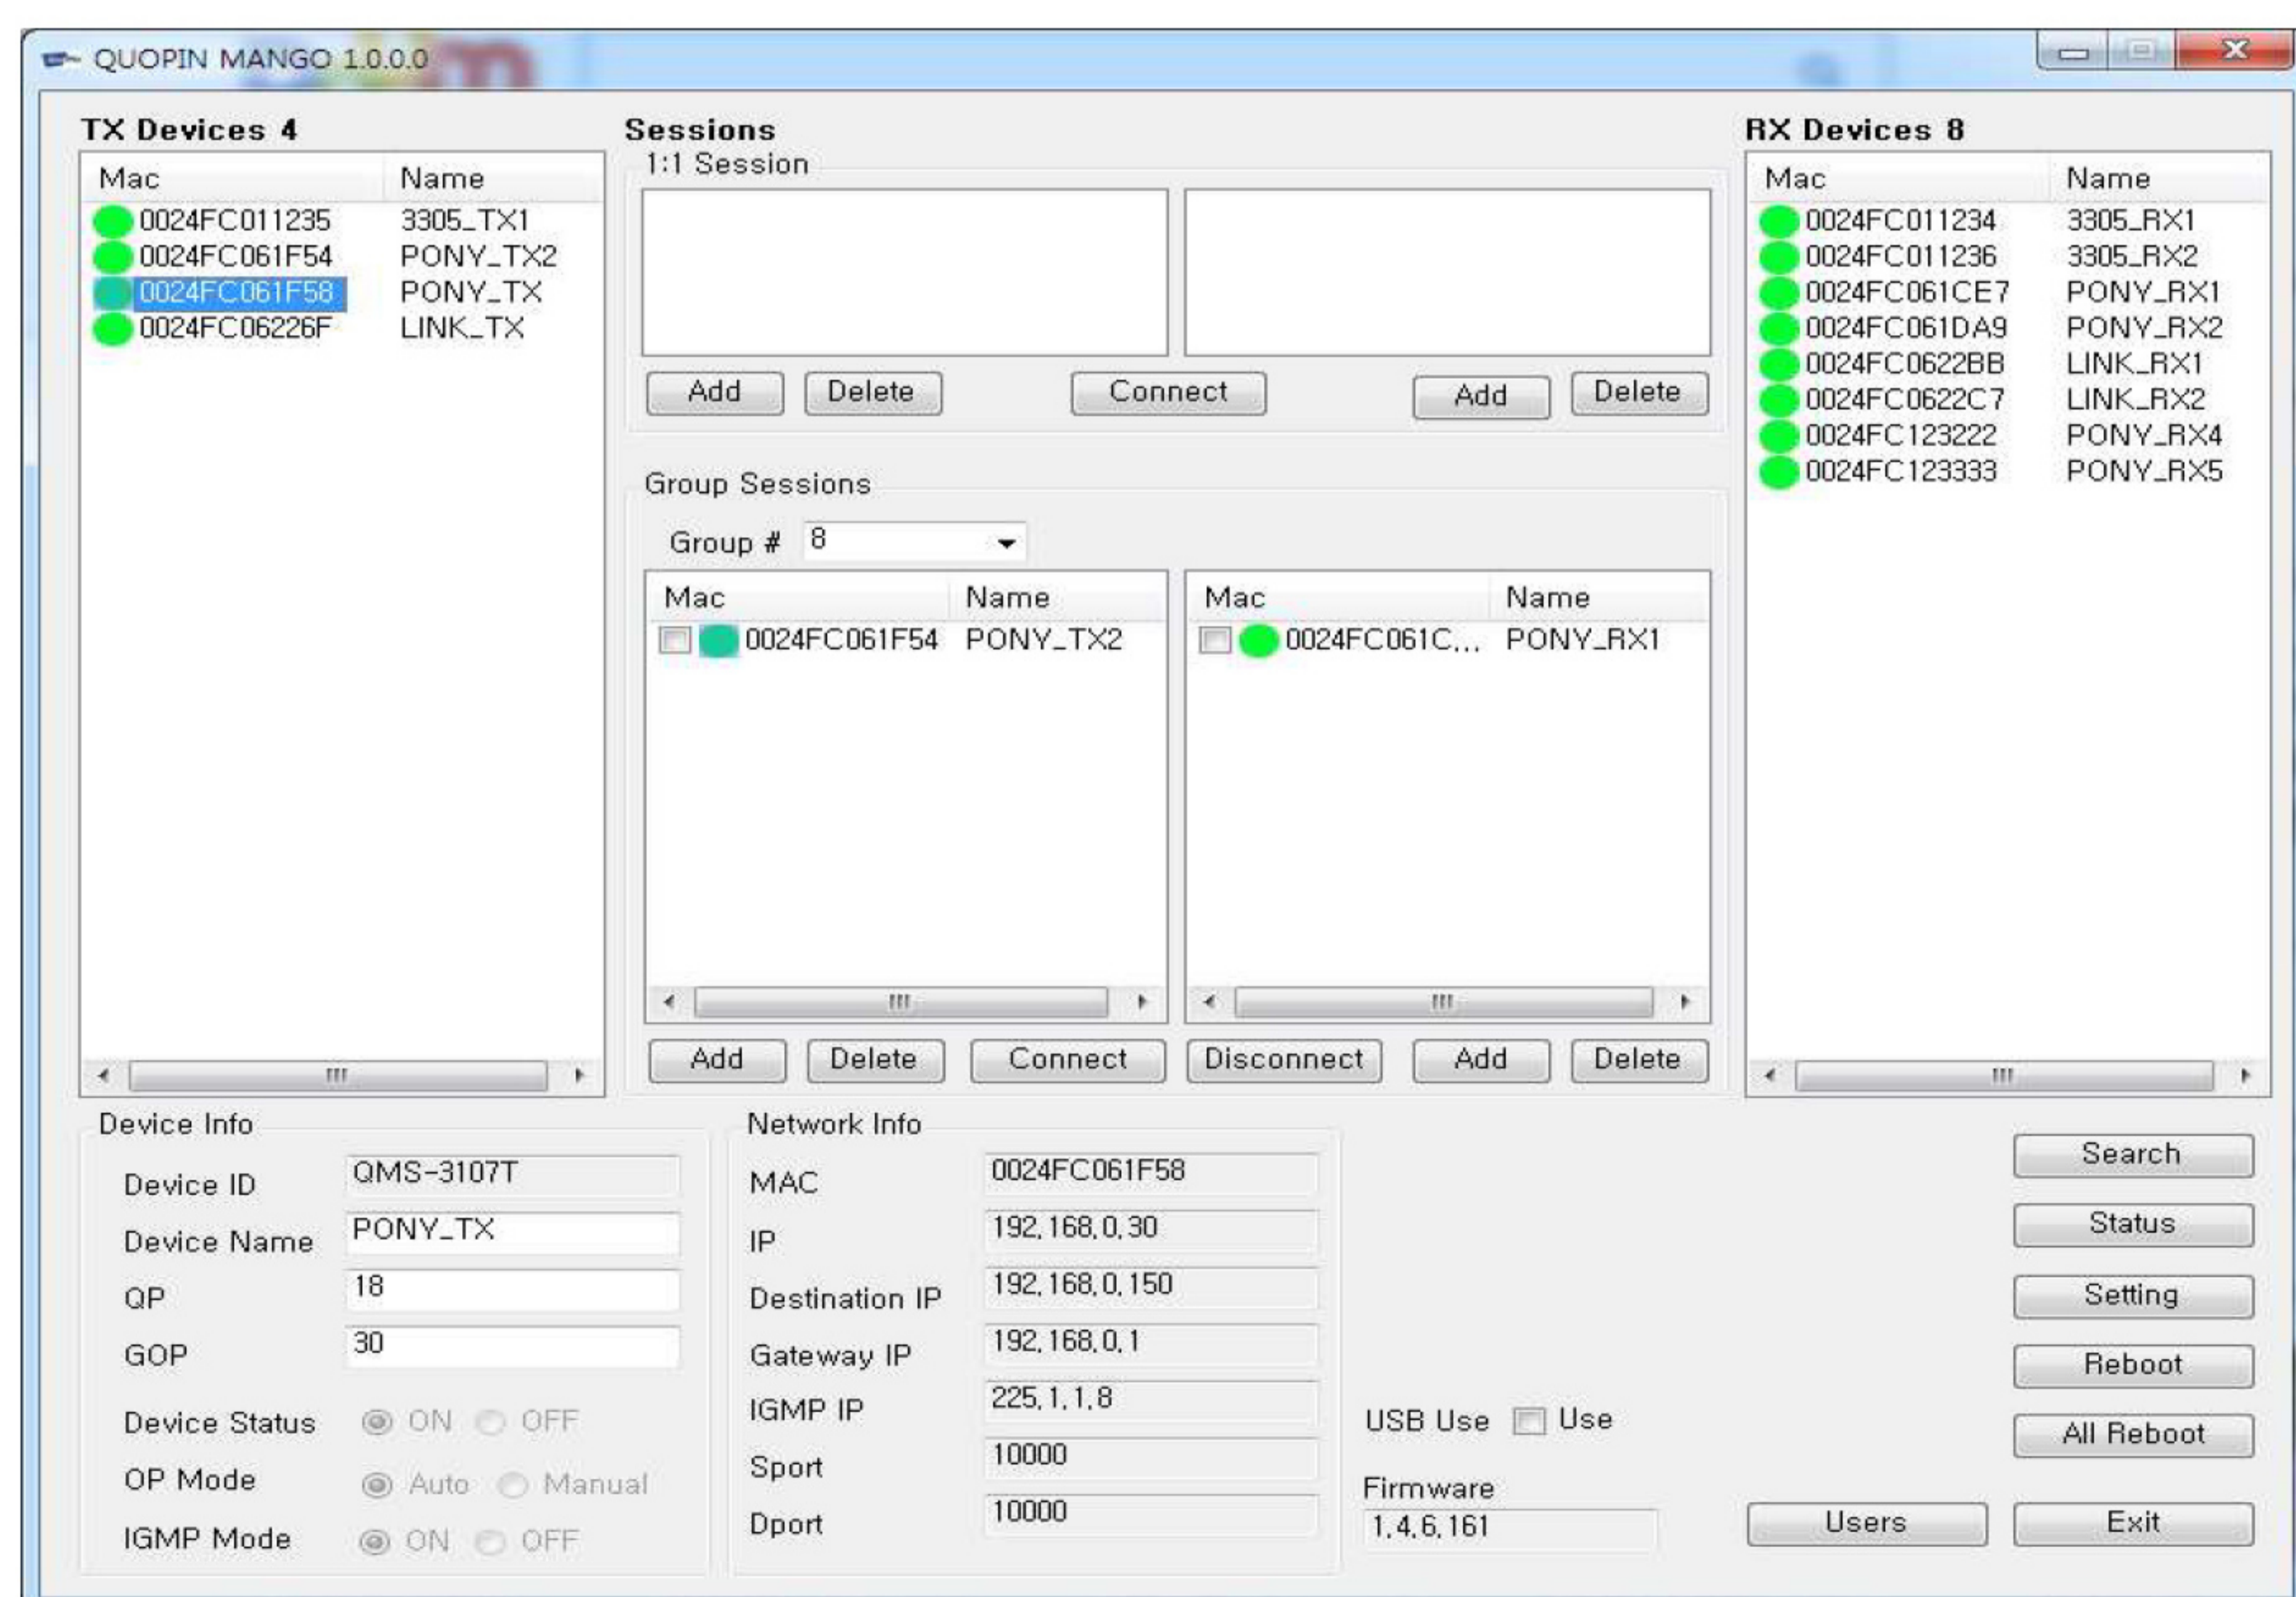 QUOPIN MANGO 1.0.0.0
TX Devices 4
Mac Name
0024FC011235 3305_TX1
0024FC061F54 PONY_TX2
0024FC061F58 PONY_TX
0024FC06226F LINK_TX
Sessions
1:1 Session
Add Delete Connect Add Delete
Group Sessions
Group # 8
Mac Name Mac Name
0024FC061F54 PONY_TX2 0024FC061C... PONY_RX1
Add Delete Connect Disconnect Add Delete
RX Devices 8
Mac Name
0024FC011234 3305_RX1
0024FC011236 3305_RX2
0024FC061CE7 PONY_RX1
0024FC061DA9 PONY_RX2
0024FC0622BB LINK_RX1
0024FC0622C7 LINK_RX2
0024FC123222 PONY_RX4
0024FC123333 PONY_RX5
Device Info
Device ID QMS-3107T
Device Name PONY_TX
QP 18
GOP 30
Device Status ON OFF
OP Mode Auto Manual
IGMP Mode ON OFF
Network Info
MAC 0024FC061F58
IP 192,168,0,30
Destination IP 192,168,0,150
Gateway IP 192,168,0,1
IGMP IP 225,1,1,8
Sport 10000
Dport 10000
USB Use Use
Firmware
1,4,6,161
Search
Status
Setting
Reboot
All Reboot
Users Exit